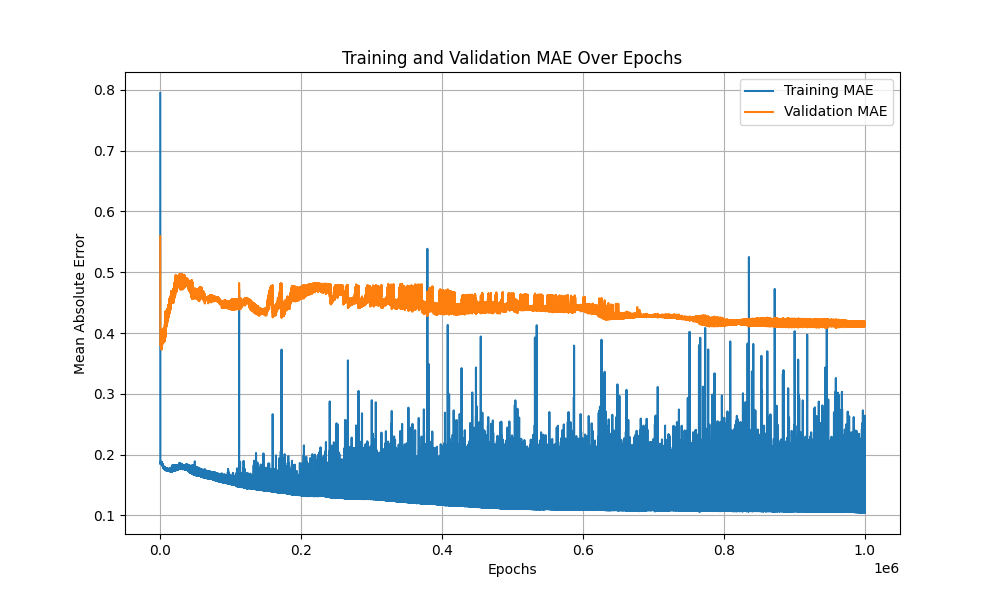 Training and Validation MAE Over Epochs
Mean Absolute Error
0.8
0.7
0.6
0.5
0.4
0.3
0.2
0.1
Training MAE
Validation MAE
0.0 0.2 0.4 0.6 0.8 1.0
1e6
Epochs